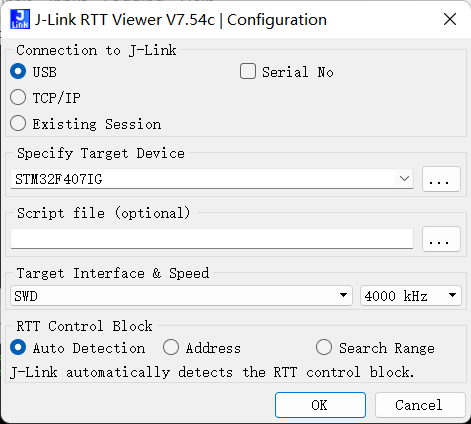 J-Link RTT Viewer V7.54c | Configuration
Connection to J-Link
USB
Serial No
TCP/IP
Existing Session
Specify Target Device
STM32F407IG
...
Script file (optional)
...
Target Interface & Speed
SWD
4000 kHz
RTT Control Block
Auto Detection
Address
Search Range
J-Link automatically detects the RTT control block.
OK
Cancel